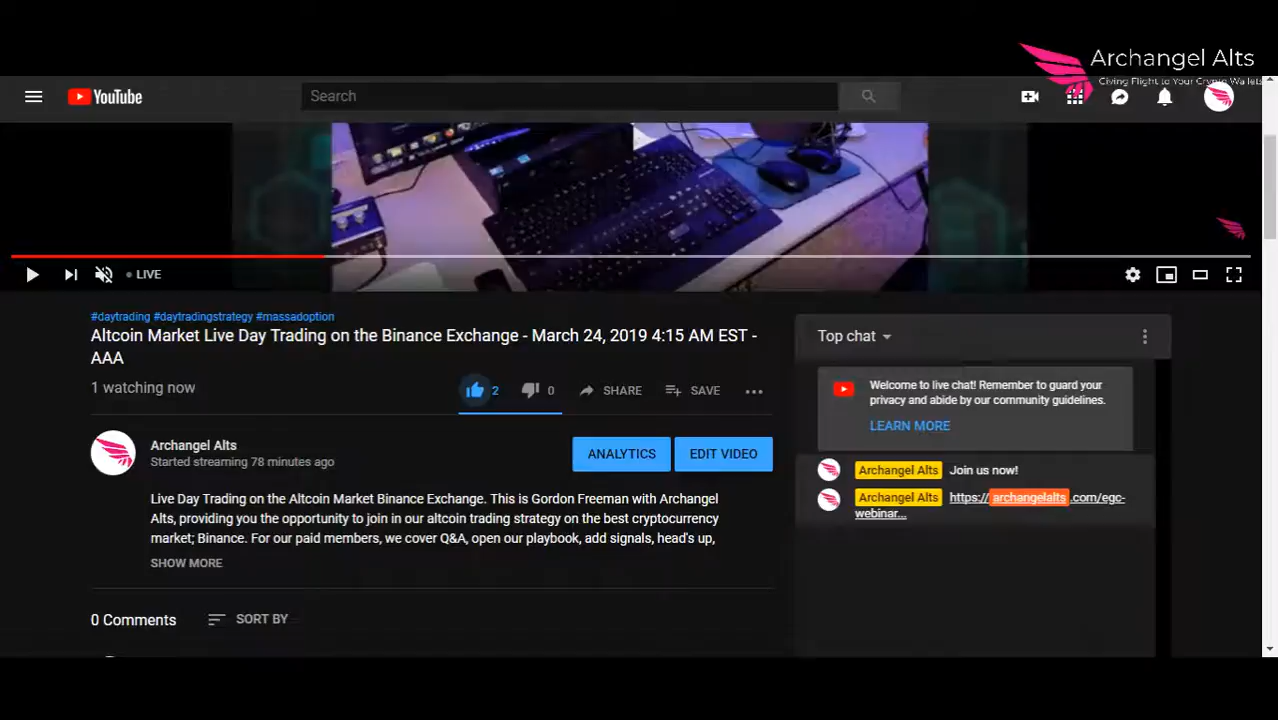 Archangel Alts
Giving Flight to Your Crypto Wallets
YouTube
Search
LIVE
#daytrading #daytradingstrategy #massadoption
Altcoin Market Live Day Trading on the Binance Exchange - March 24, 2019 4:15 AM EST -
AAA
1 watching now
2
0
SHARE
SAVE
Archangel Alts
Started streaming 78 minutes ago
ANALYTICS
EDIT VIDEO
Live Day Trading on the Altcoin Market Binance Exchange. This is Gordon Freeman with Archangel
Alts, providing you the opportunity to join in our altcoin trading strategy on the best cryptocurrency
market; Binance. For our paid members, we cover Q&A, open our playbook, add signals, head's up,
SHOW MORE
0 Comments
SORT BY
Top chat
Welcome to live chat! Remember to guard your
privacy and abide by our community guidelines.
LEARN MORE
Archangel Alts Join us now!
Archangel Alts https://archangelalts.com/egc-
webinar...